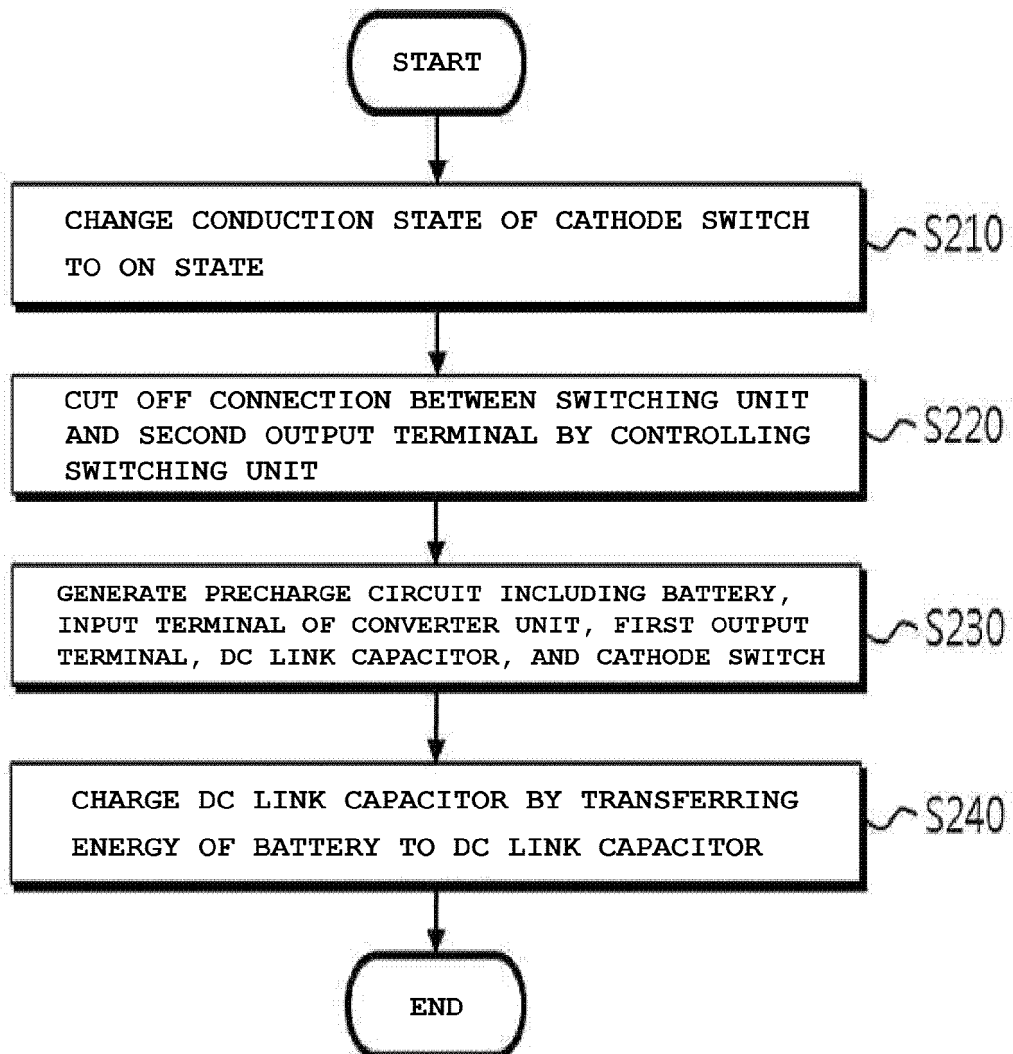 START
CHANGE CONDUCTION STATE OF CATHODE SWITCH
TO ON STATE
S210
CUT OFF CONNECTION BETWEEN SWITCHING UNIT
AND SECOND OUTPUT TERMINAL BY CONTROLLING
SWITCHING UNIT
S220
GENERATE PRECHARGE CIRCUIT INCLUDING BATTERY,
INPUT TERMINAL OF CONVERTER UNIT, FIRST OUTPUT
TERMINAL, DC LINK CAPACITOR, AND CATHODE SWITCH
S230
CHARGE DC LINK CAPACITOR BY TRANSFERRING
ENERGY OF BATTERY TO DC LINK CAPACITOR
S240
END